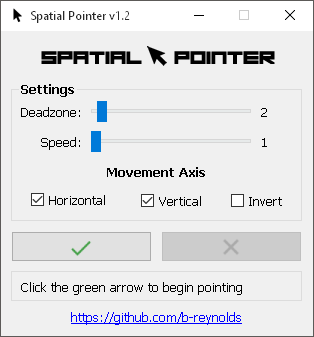 Spatial Pointer v1.2
SPATIAL POINTER
Settings
Deadzone: 2
Speed: 1
Movement Axis
Horizontal Vertical Invert
Click the green arrow to begin pointing
https://github.com/b-reynolds